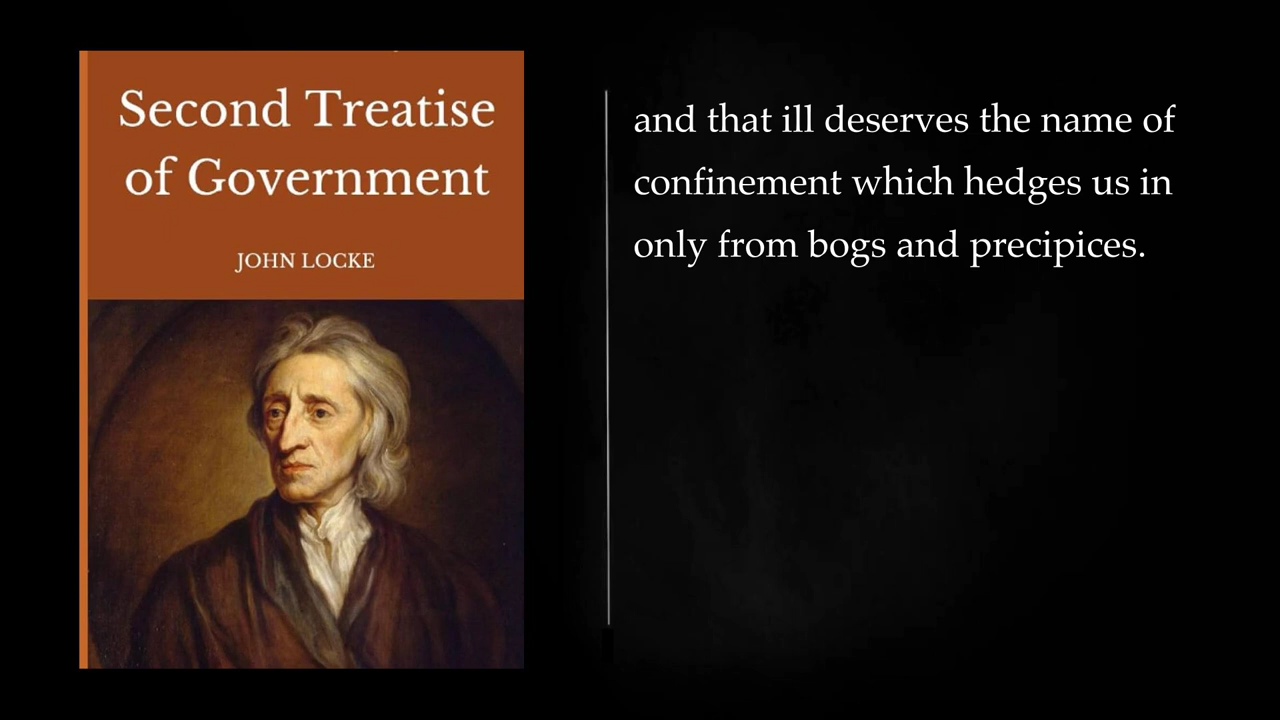 Second Treatise
of Government
JOHN LOCKE
and that ill deserves the name of
confinement which hedges us in
only from bogs and precipices.